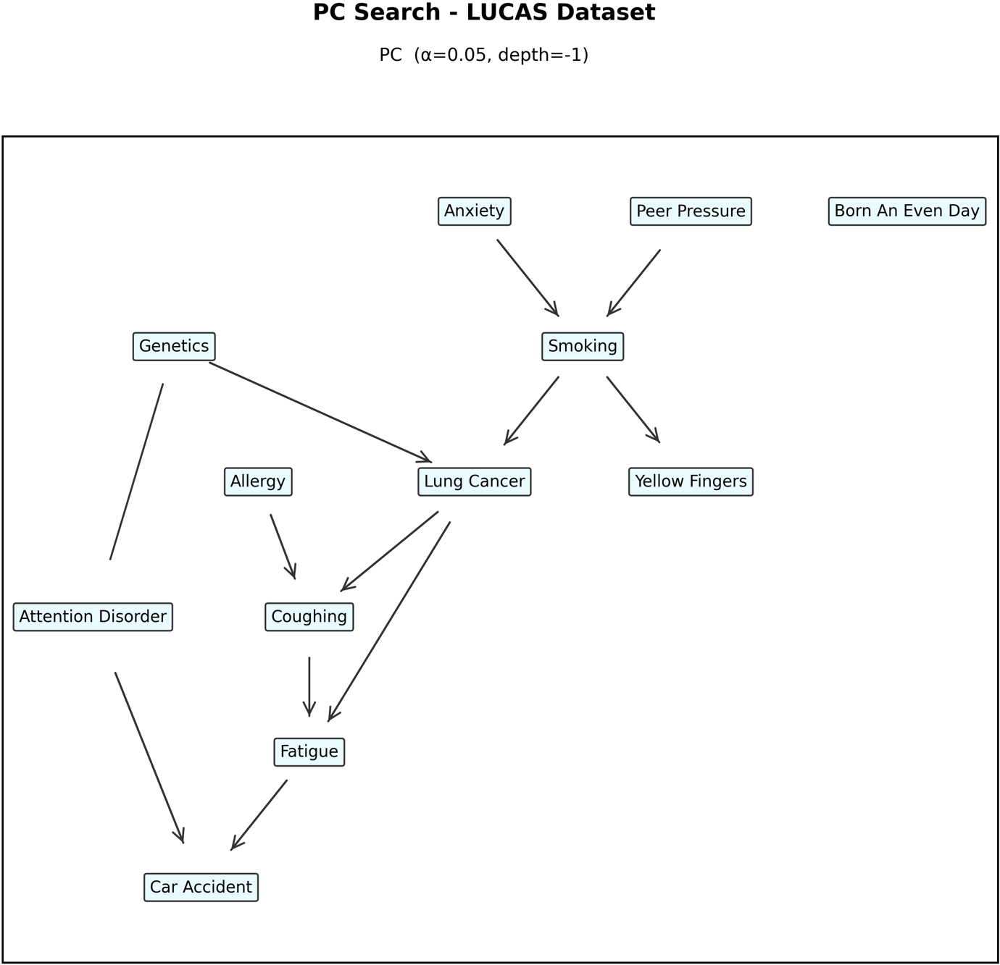 PC Search - LUCAS Dataset
PC  (α=0.05, depth=-1)
Anxiety
Peer Pressure
Born An Even Day
Genetics
Smoking
Allergy
Lung Cancer
Yellow Fingers
Attention Disorder
Coughing
Fatigue
Car Accident